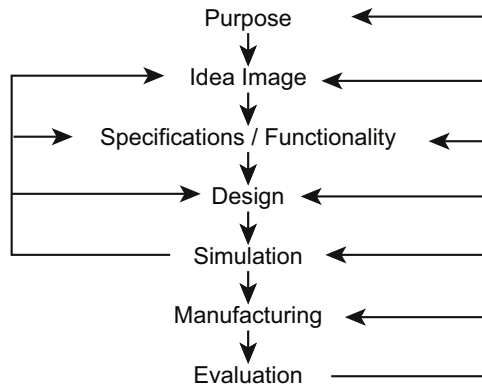 Purpose
Idea Image
Specifications / Functionality
Design
Simulation
Manufacturing
Evaluation